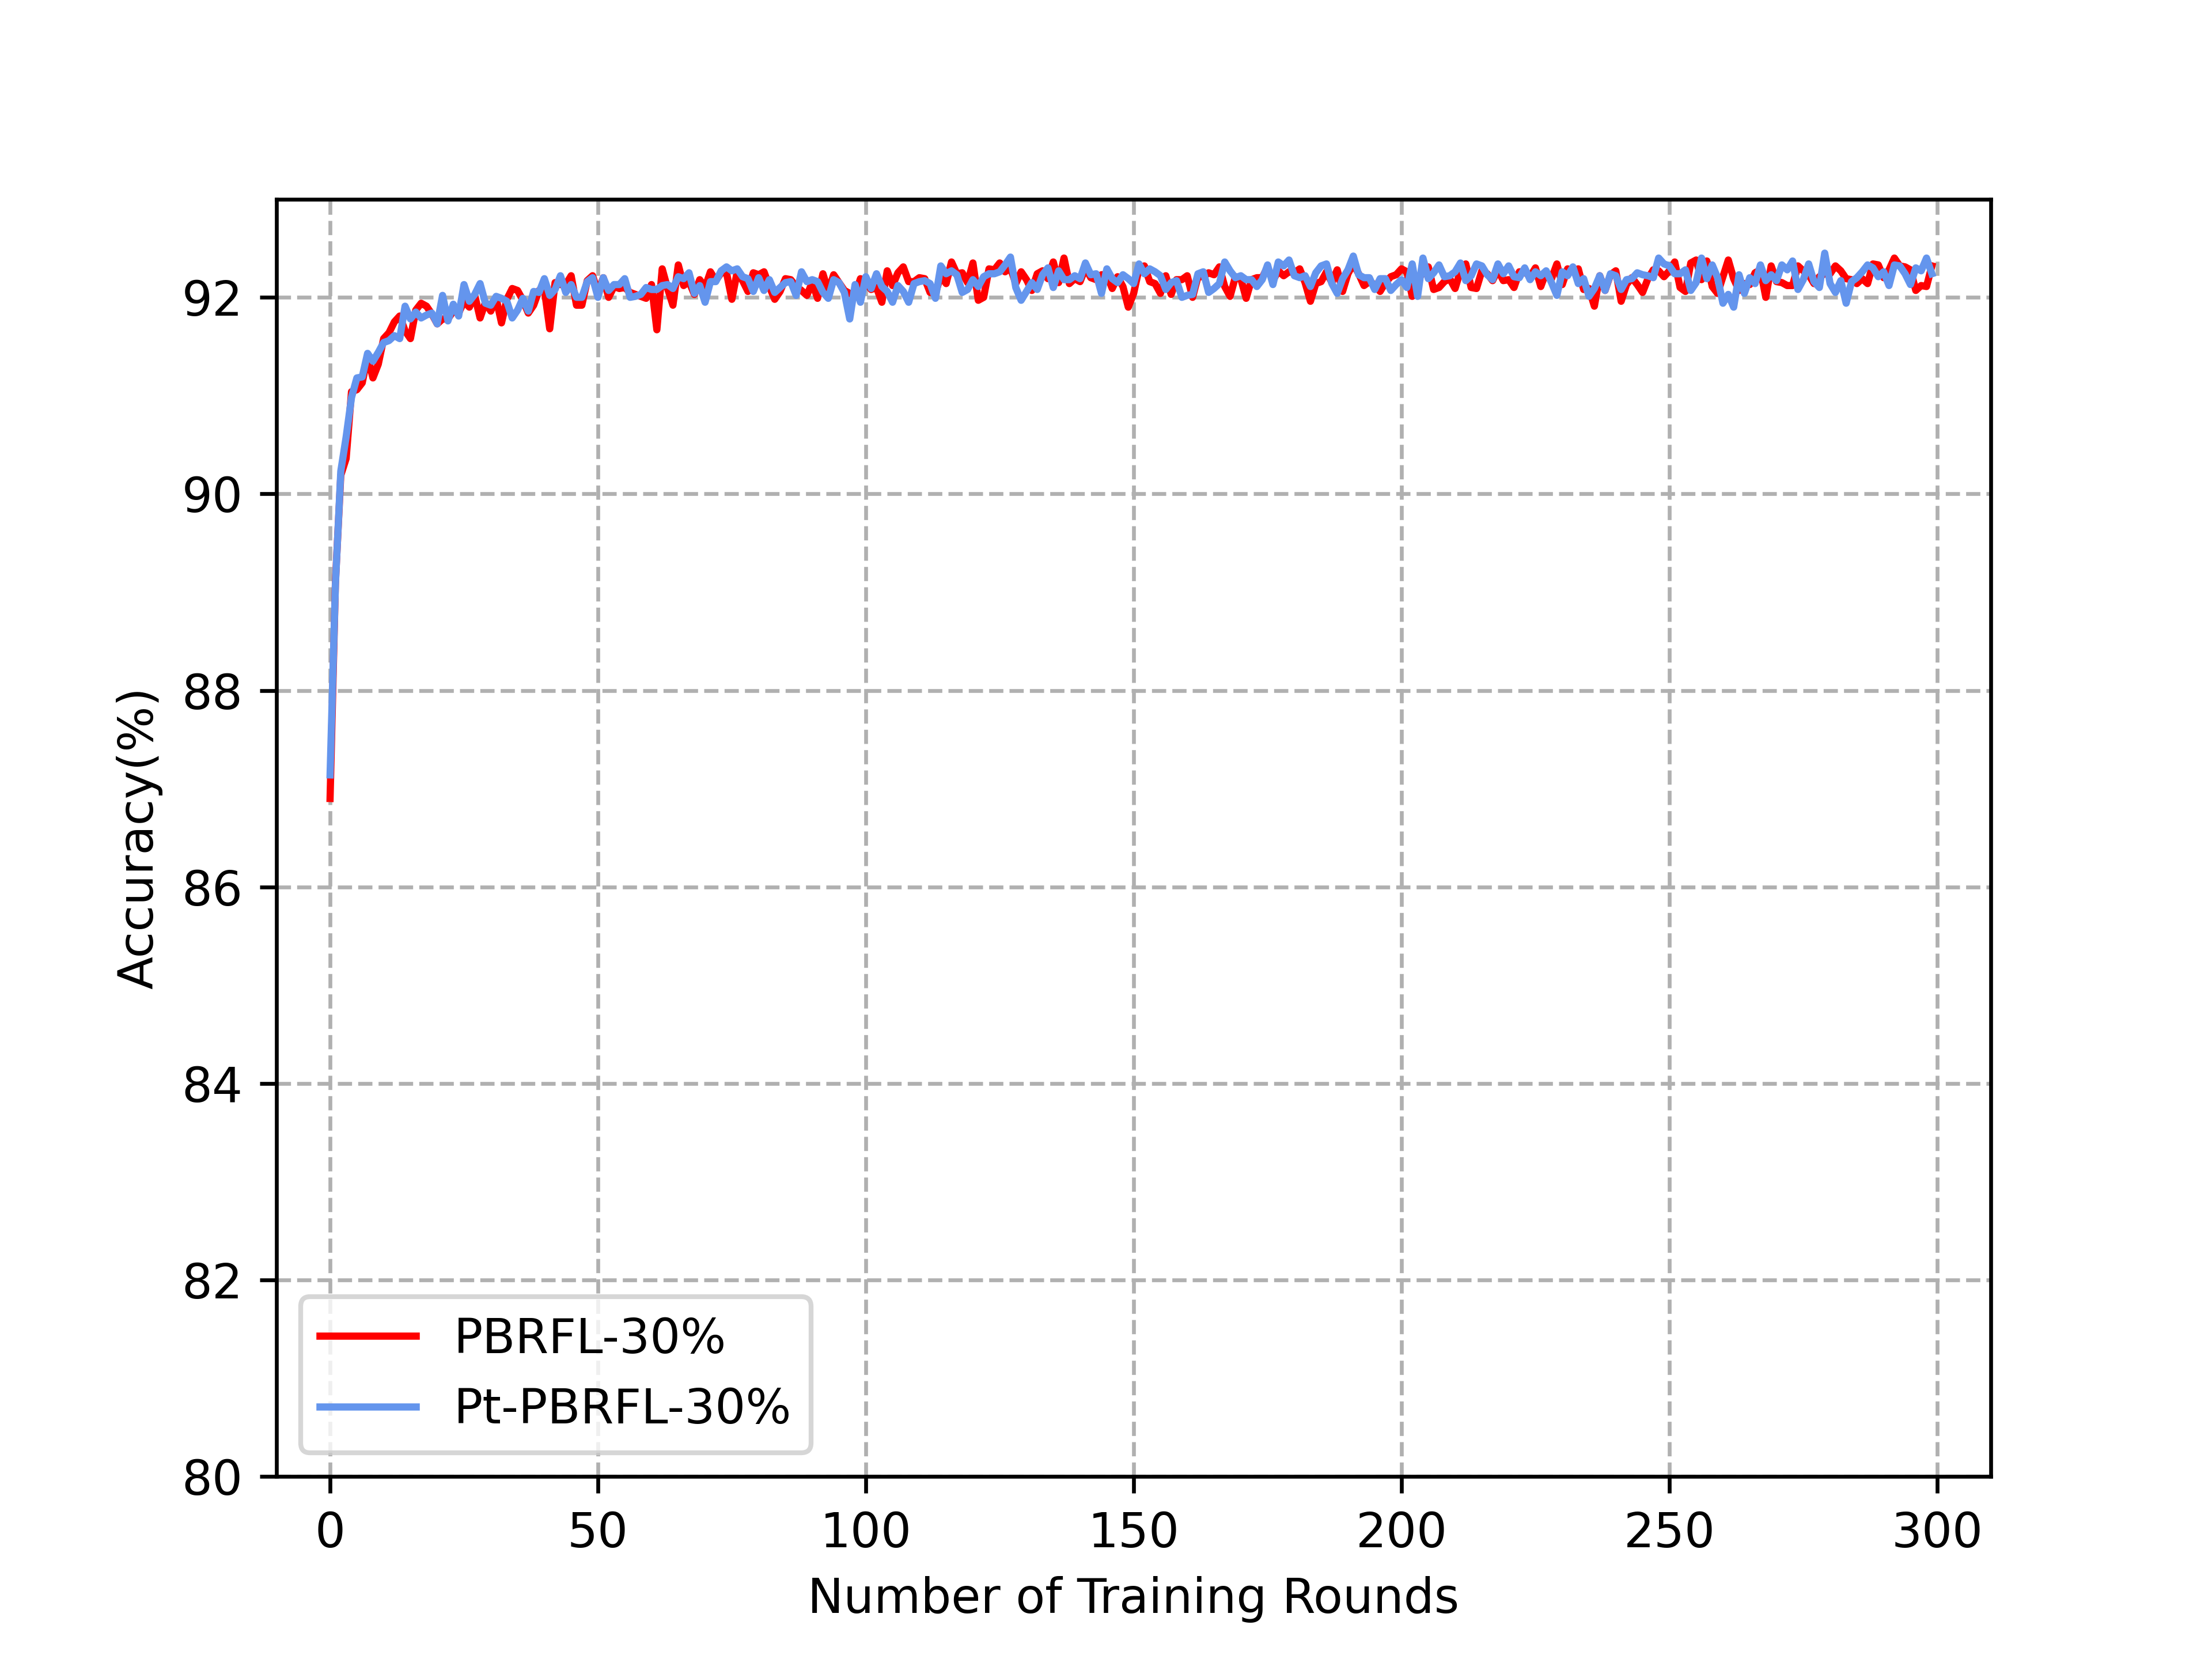 92
90
88
86
84
82
80
Accuracy(%)
PBRFL-30%
Pt-PBRFL-30%
0 50 100 150 200 250 300
Number of Training Rounds